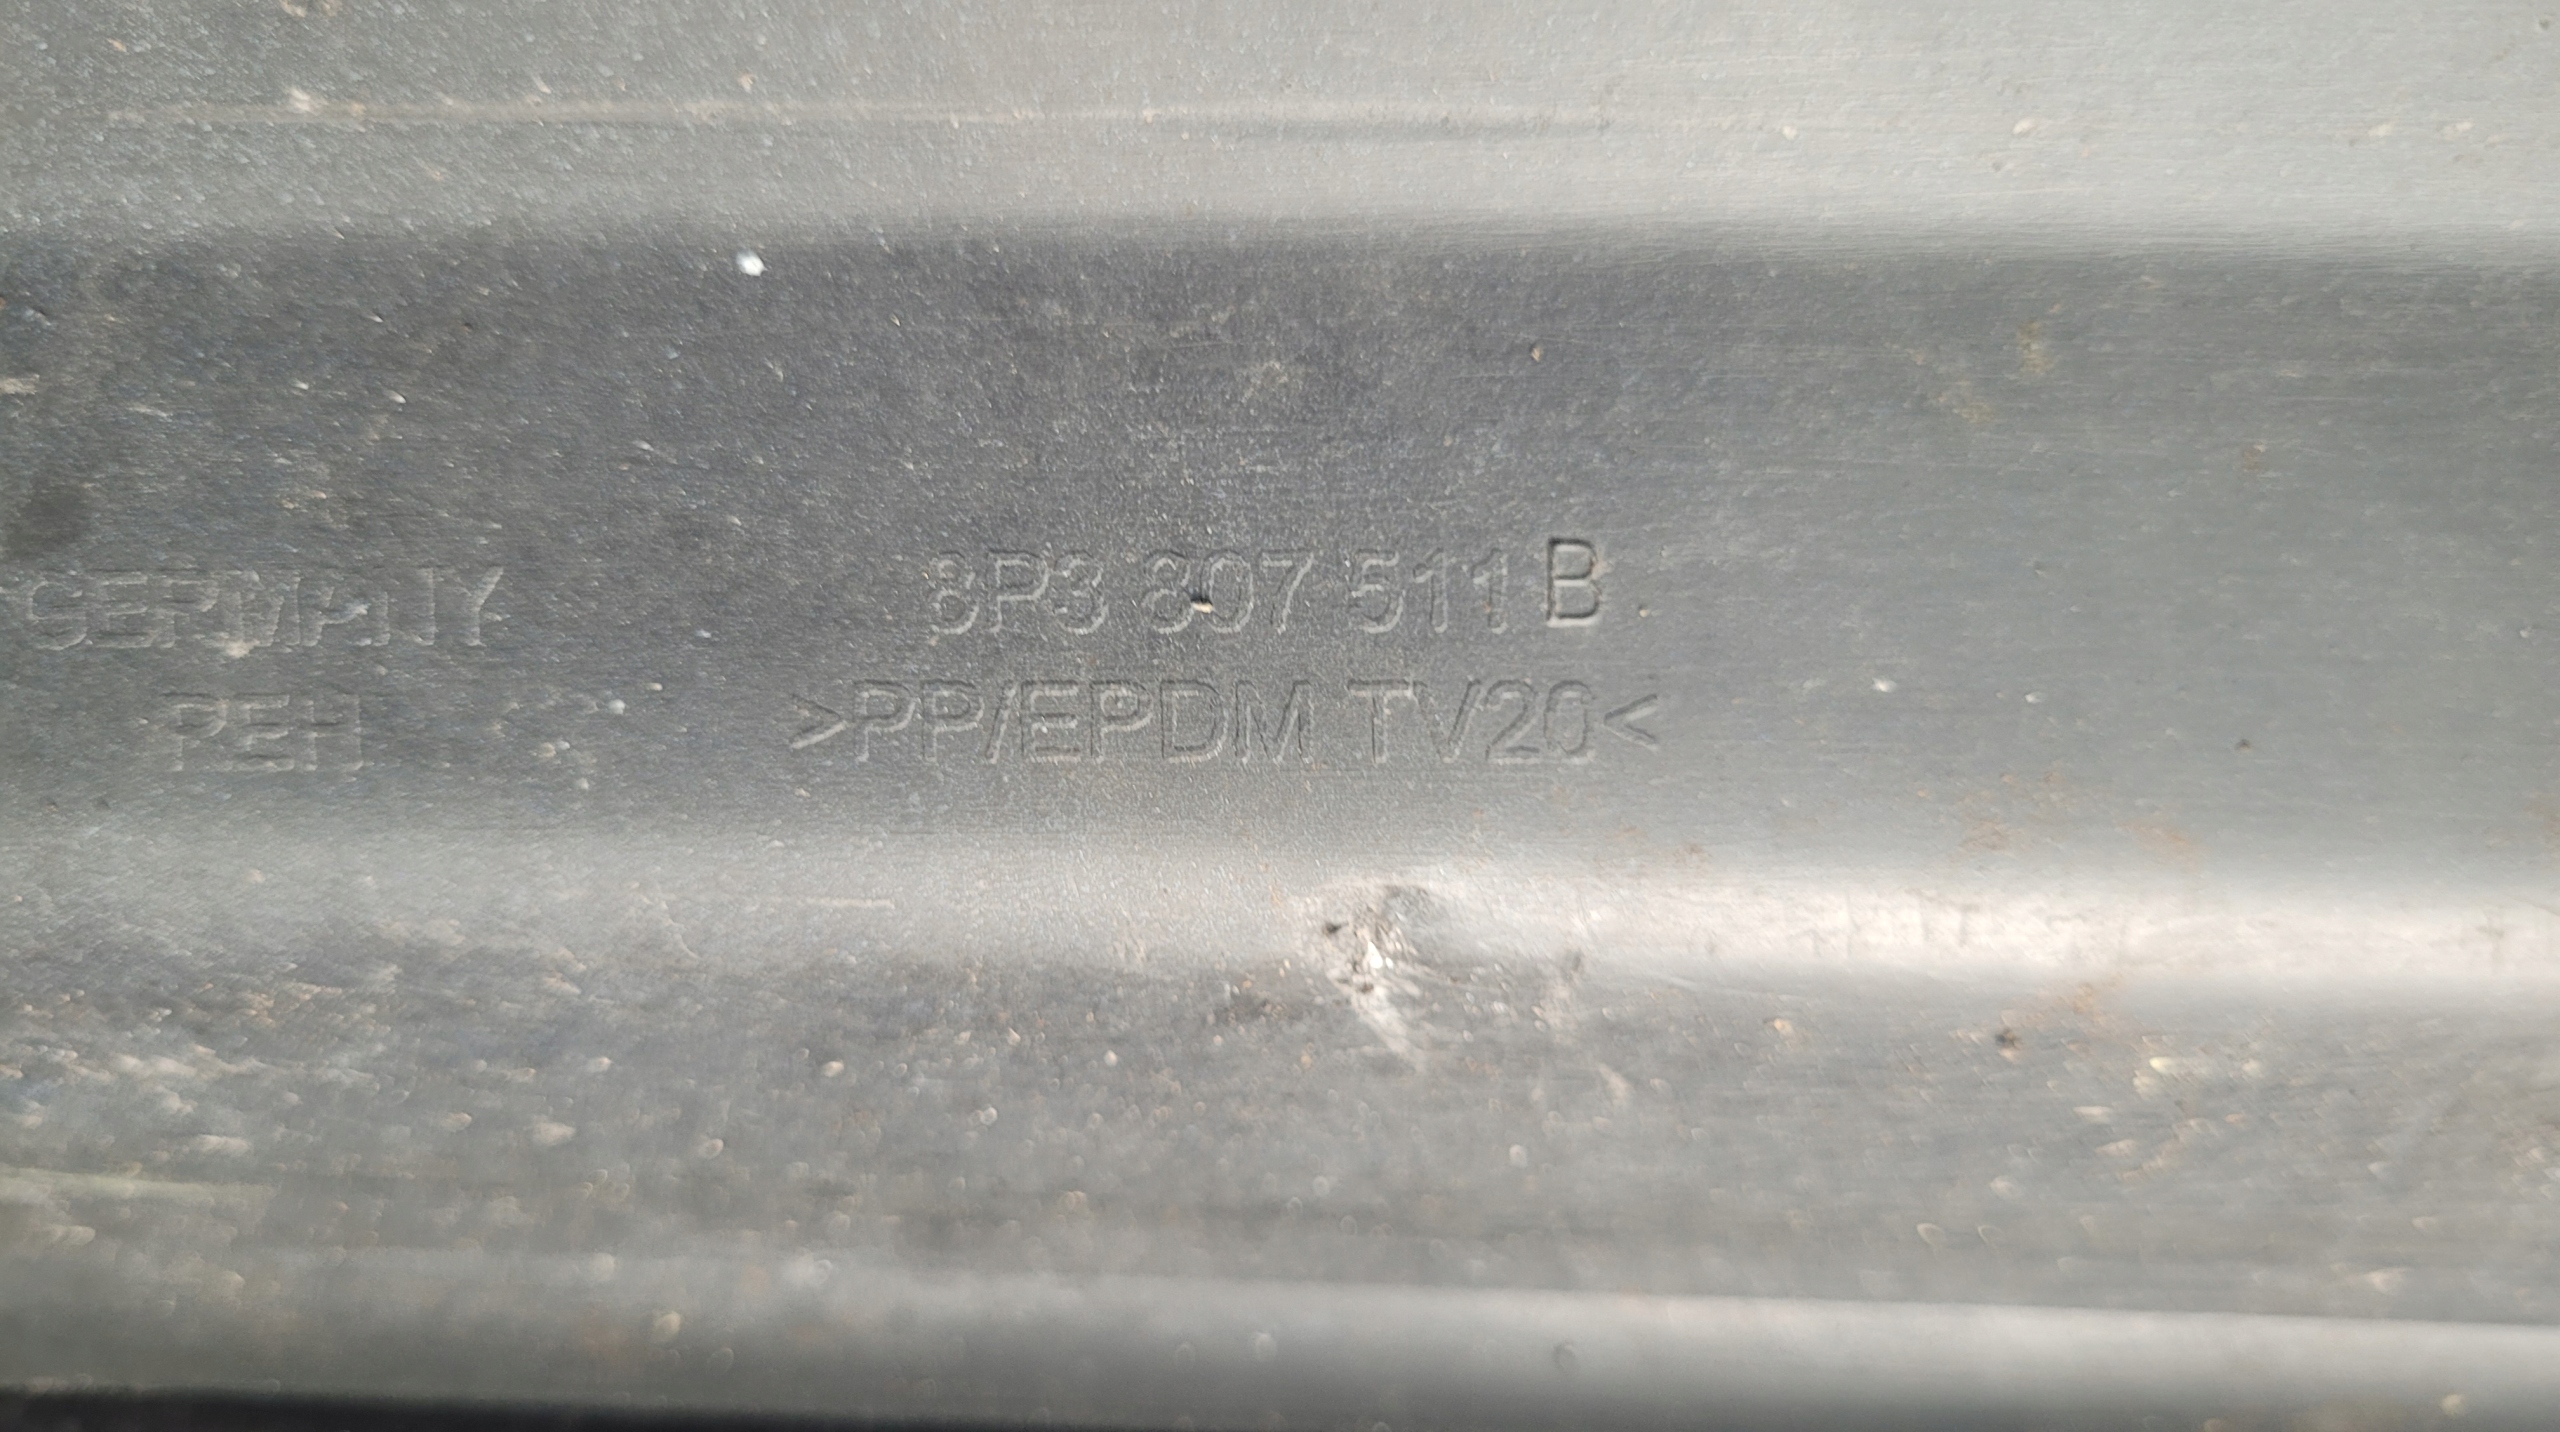 GERMANY
PEH
8P3 807 511 B
>PP/EPDM TV20<